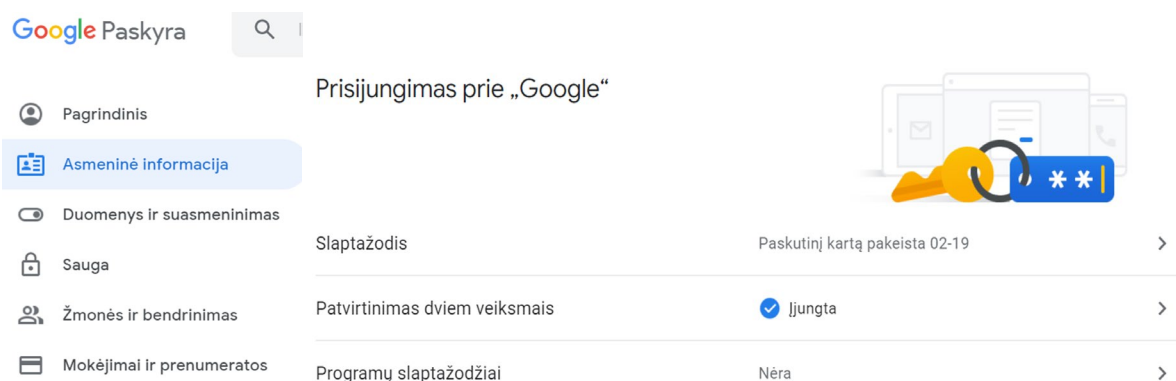 Google Paskyra
Pagrindinis
Asmeninė informacija
Duomenys ir suasmeninimas
Sauga
Žmonės ir bendrinimas
Mokėjimai ir prenumeratos
Prisijungimas prie „Google“
**
Slaptažodis Paskutinį kartą pakeista 02-19
Patvirtinimas dviem veiksmais Įjungta
Programų slaptažodžiai Nėra